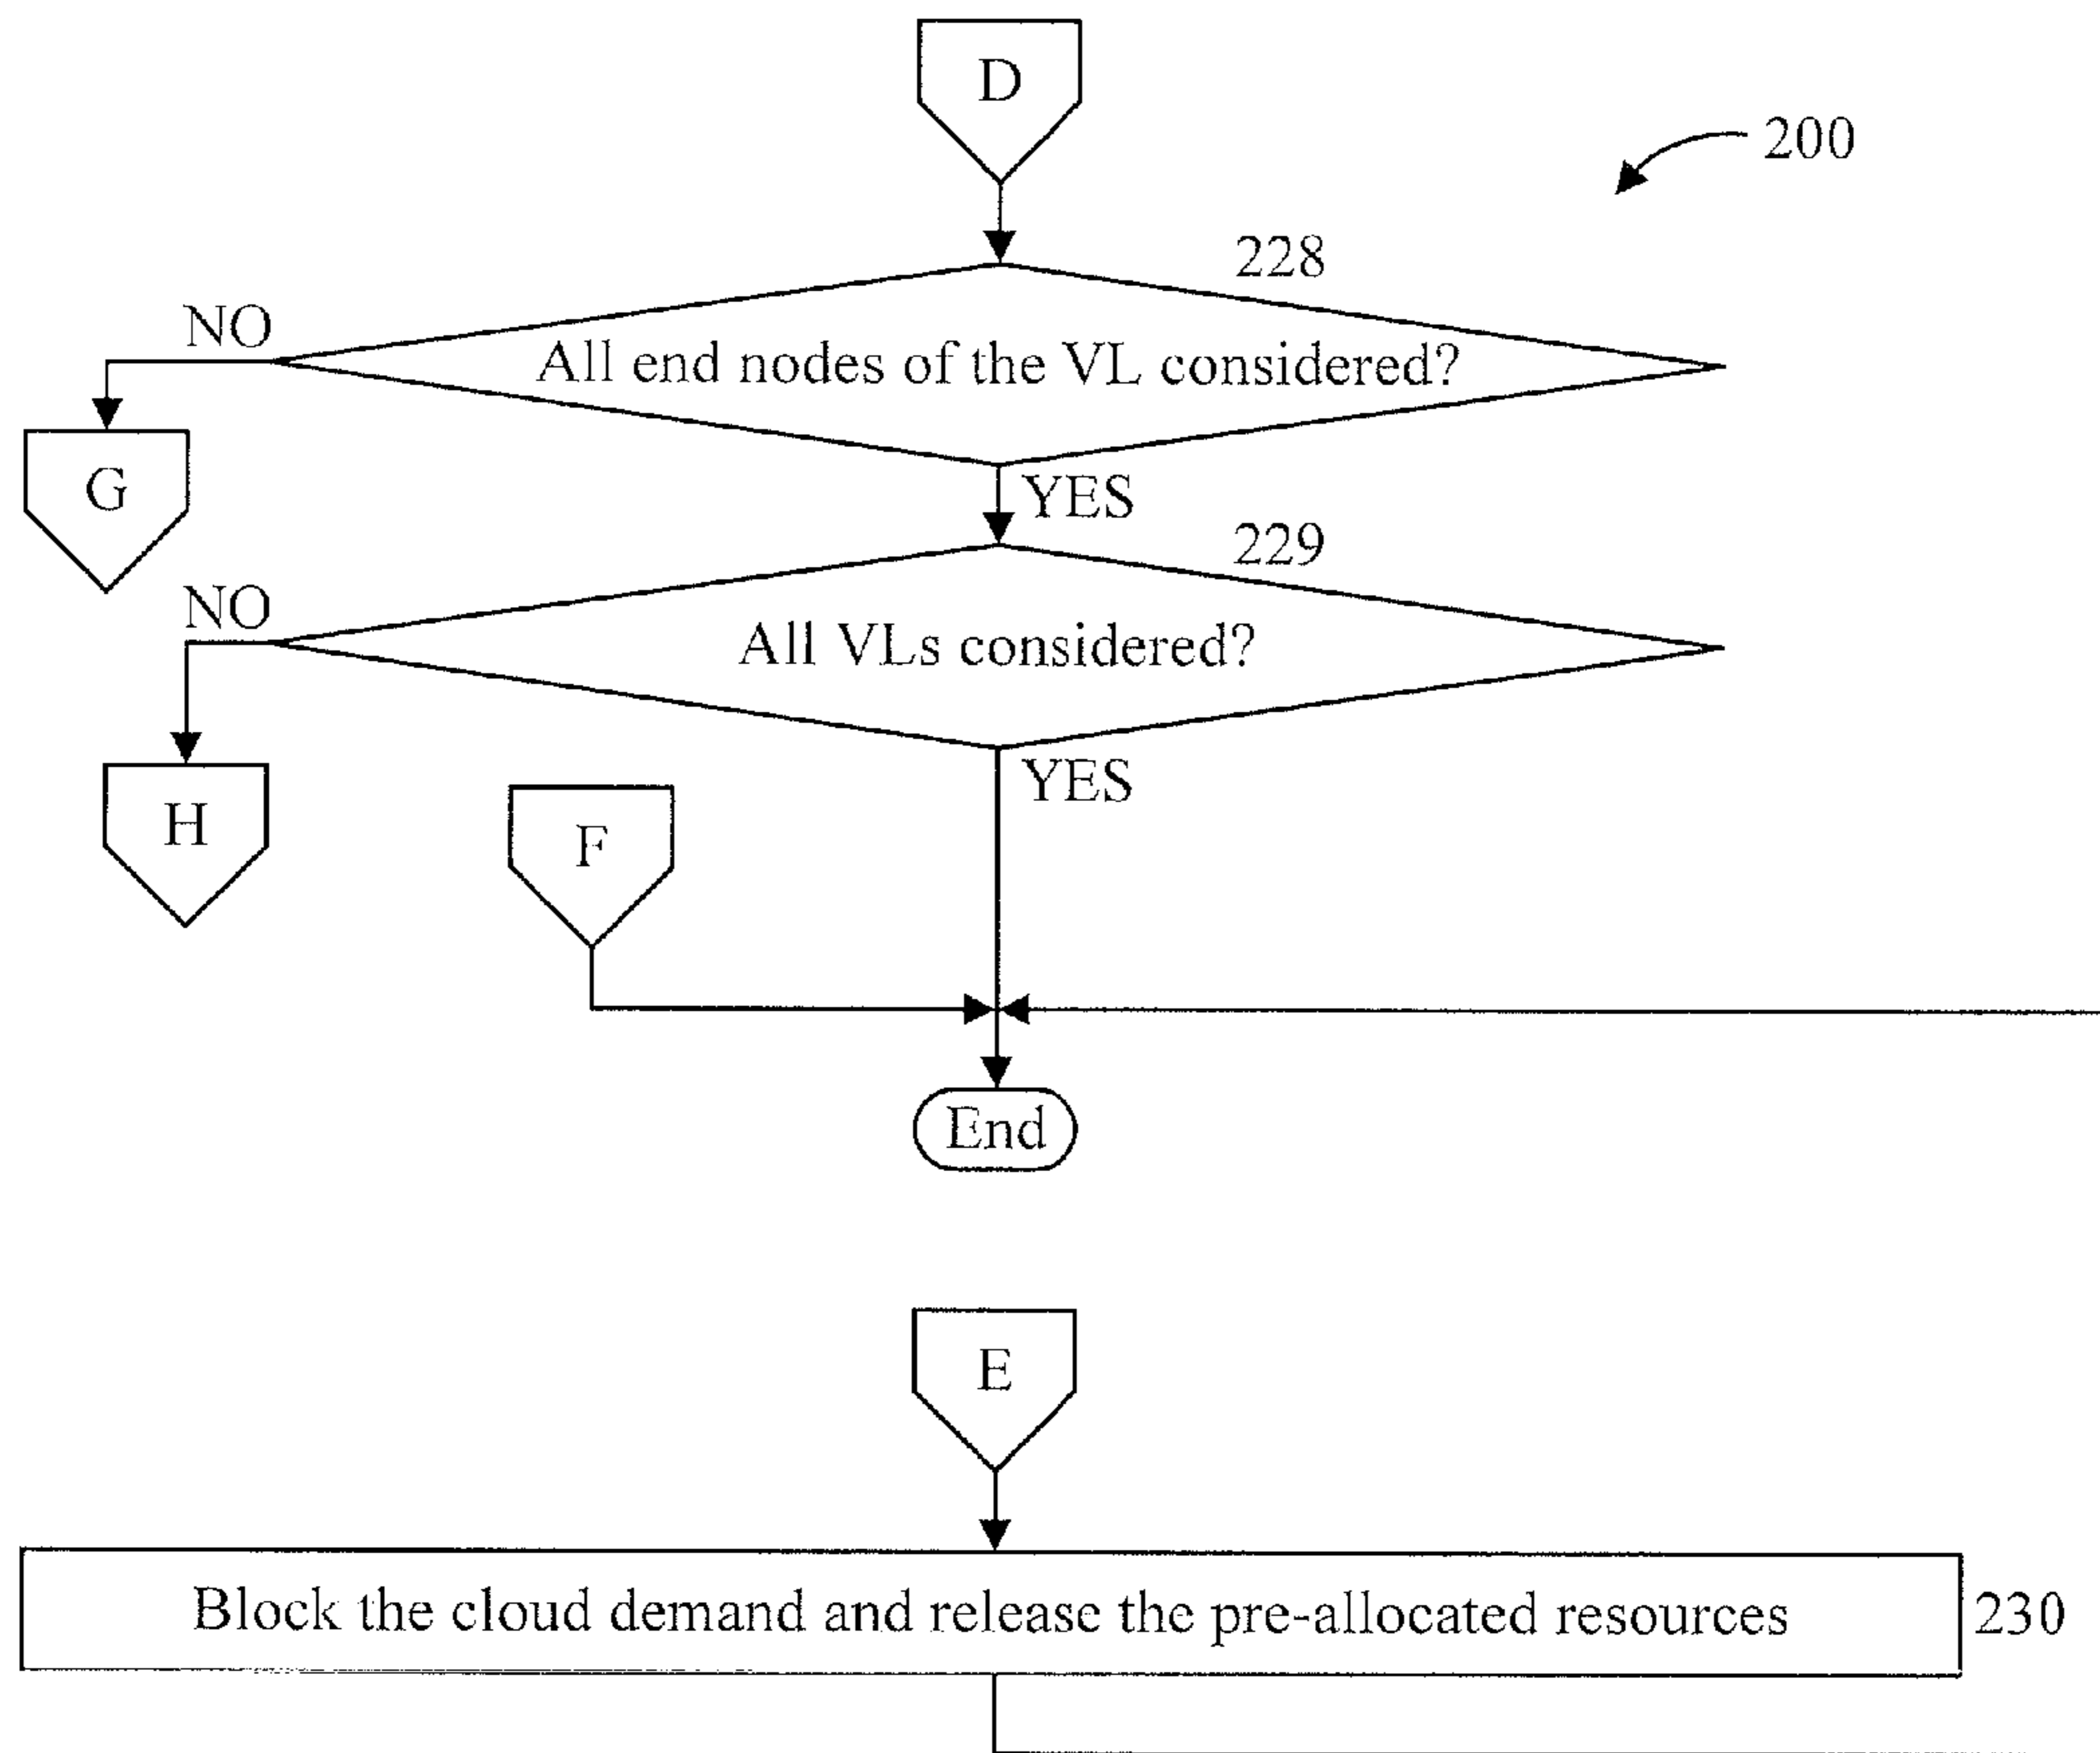 D
200
228
NO
All end nodes of the VL considered?
G
YES
229
NO
All VLs considered?
YES
H
F
End
E
Block the cloud demand and release the pre-allocated resources
230